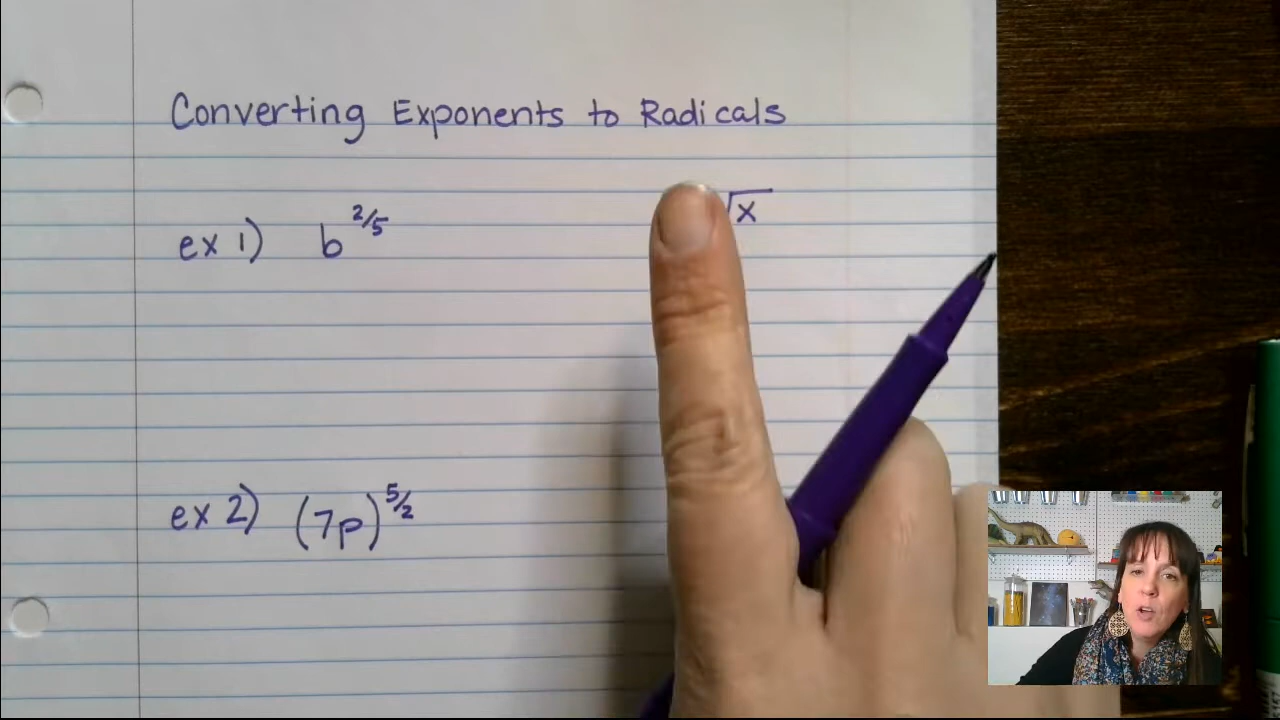 Converting Exponents to Radicals
√x
ex 1) b^2/5
ex 2) (7p)^5/2